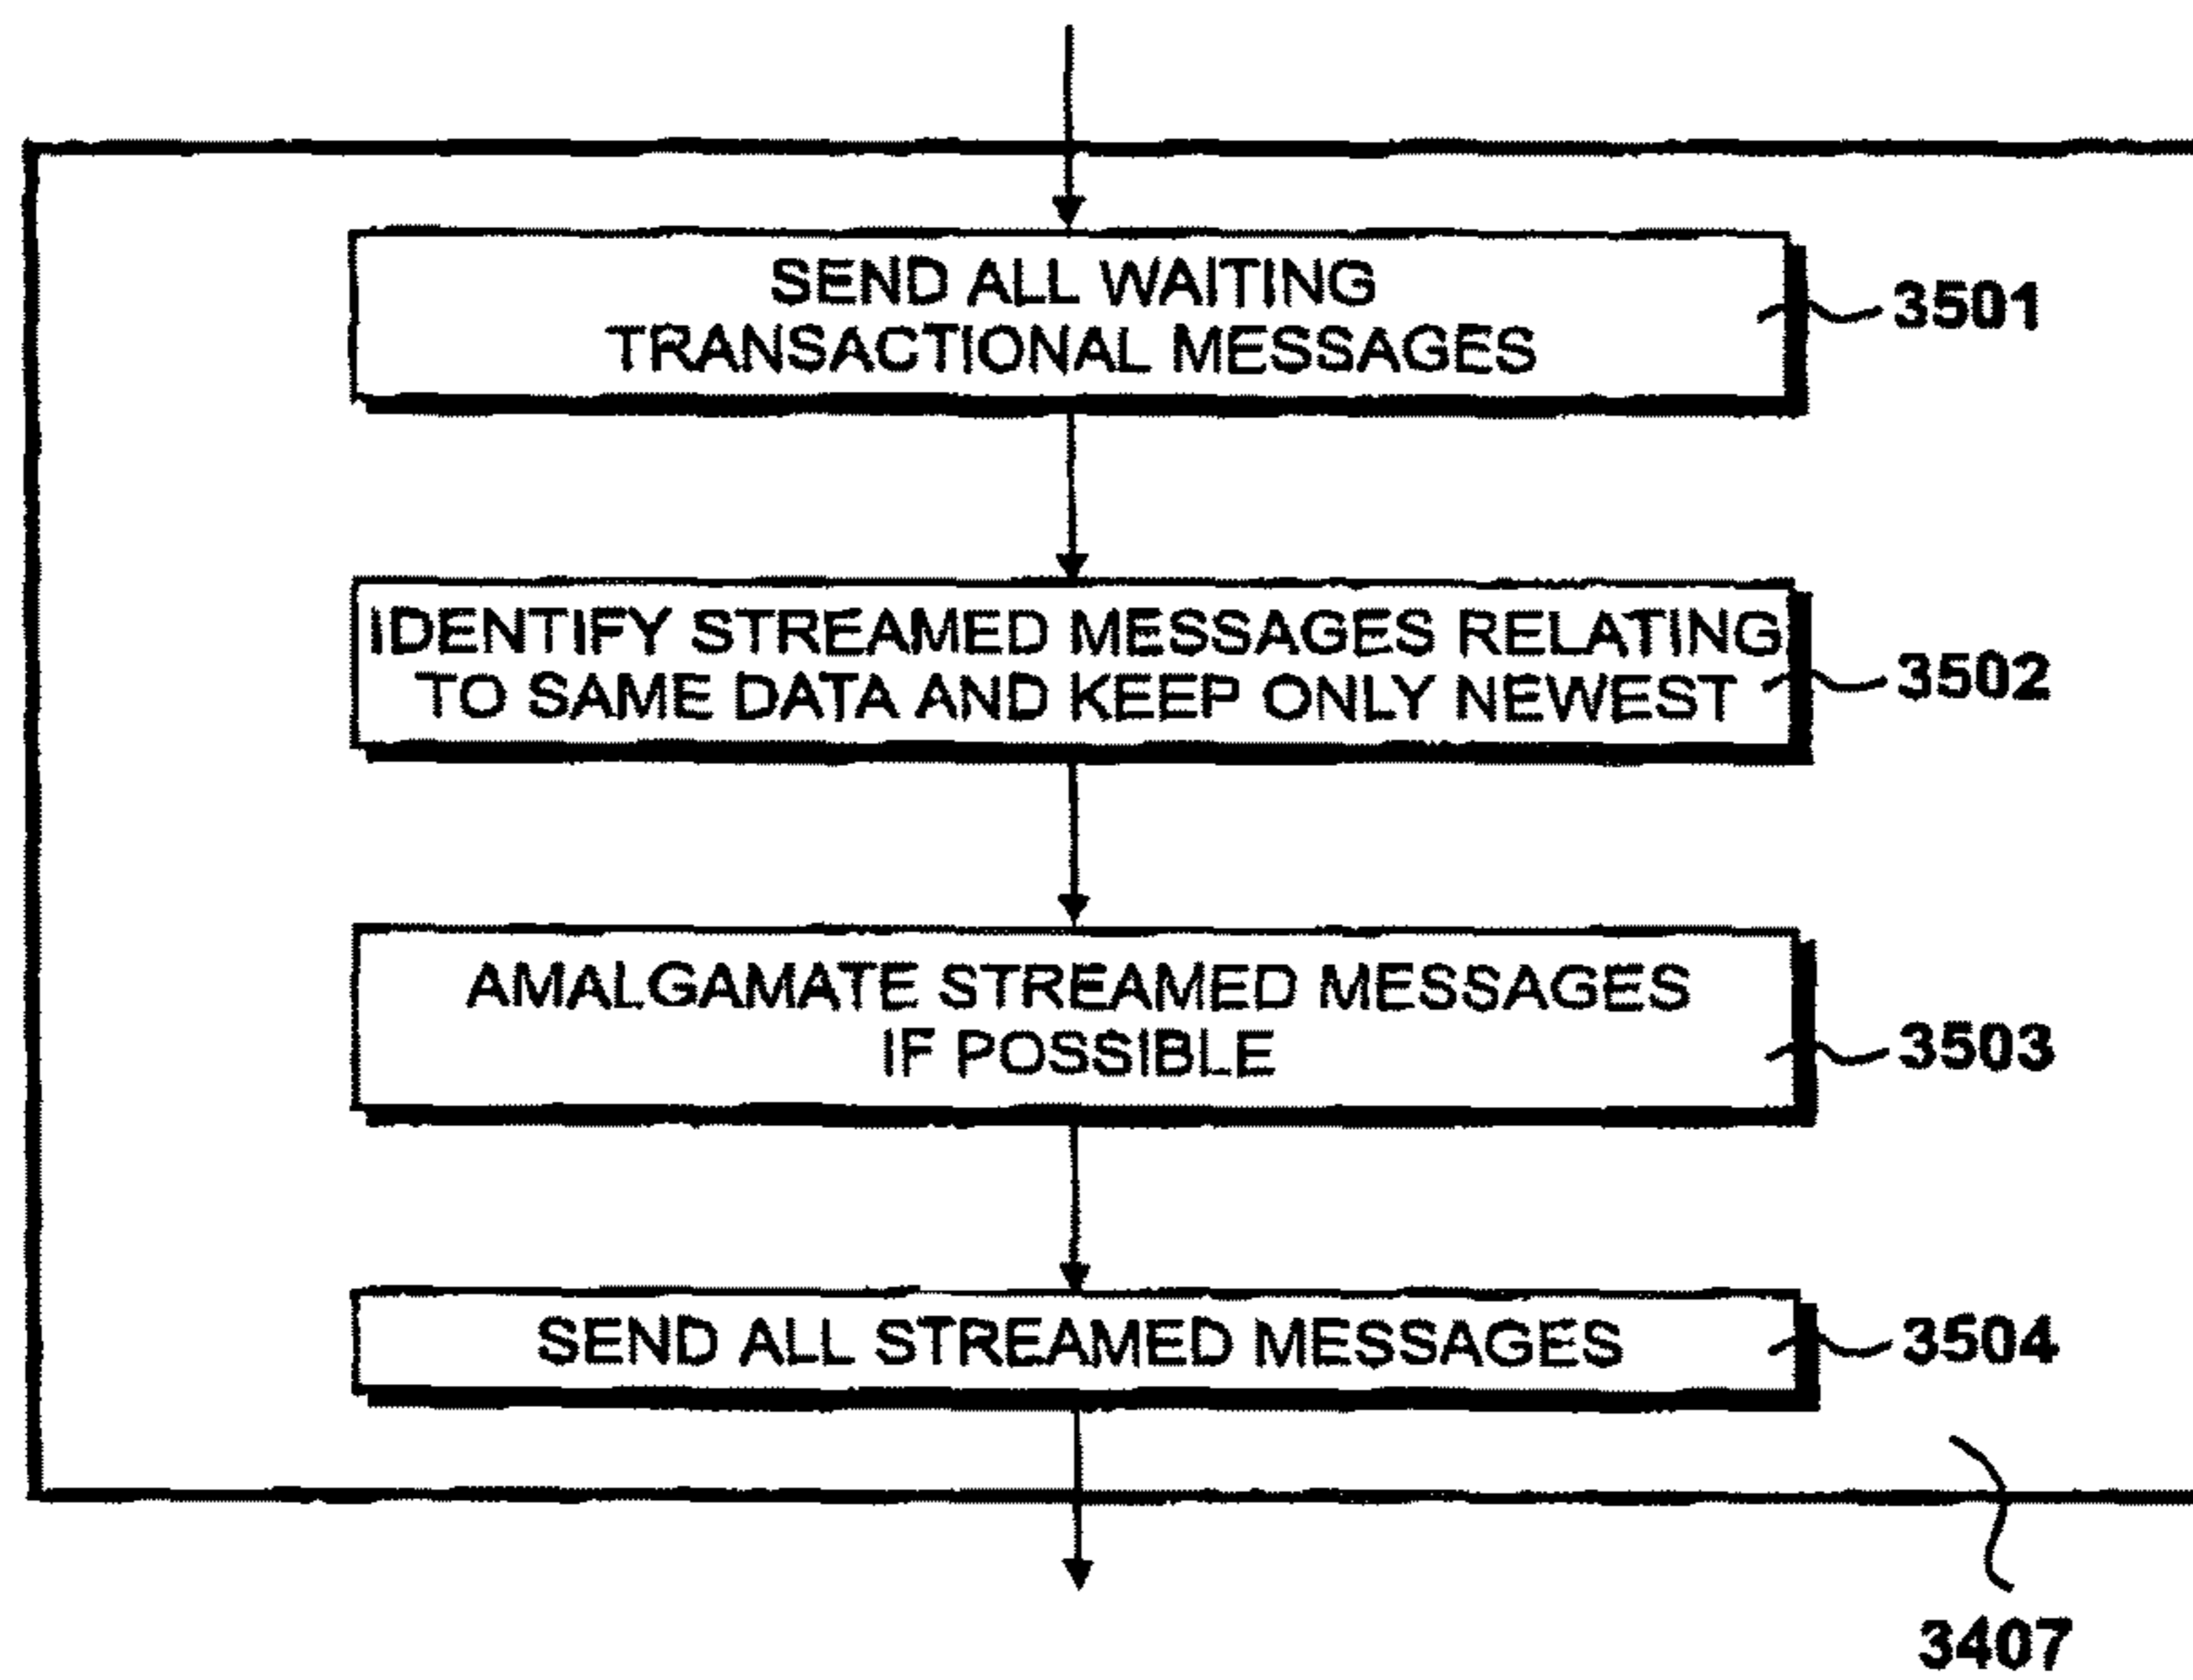 SEND ALL WAITING
TRANSACTIONAL MESSAGES
3501
IDENTIFY STREAMED MESSAGES RELATING
TO SAME DATA AND KEEP ONLY NEWEST
3502
AMALGAMATE STREAMED MESSAGES
IF POSSIBLE
3503
SEND ALL STREAMED MESSAGES
3504
3407